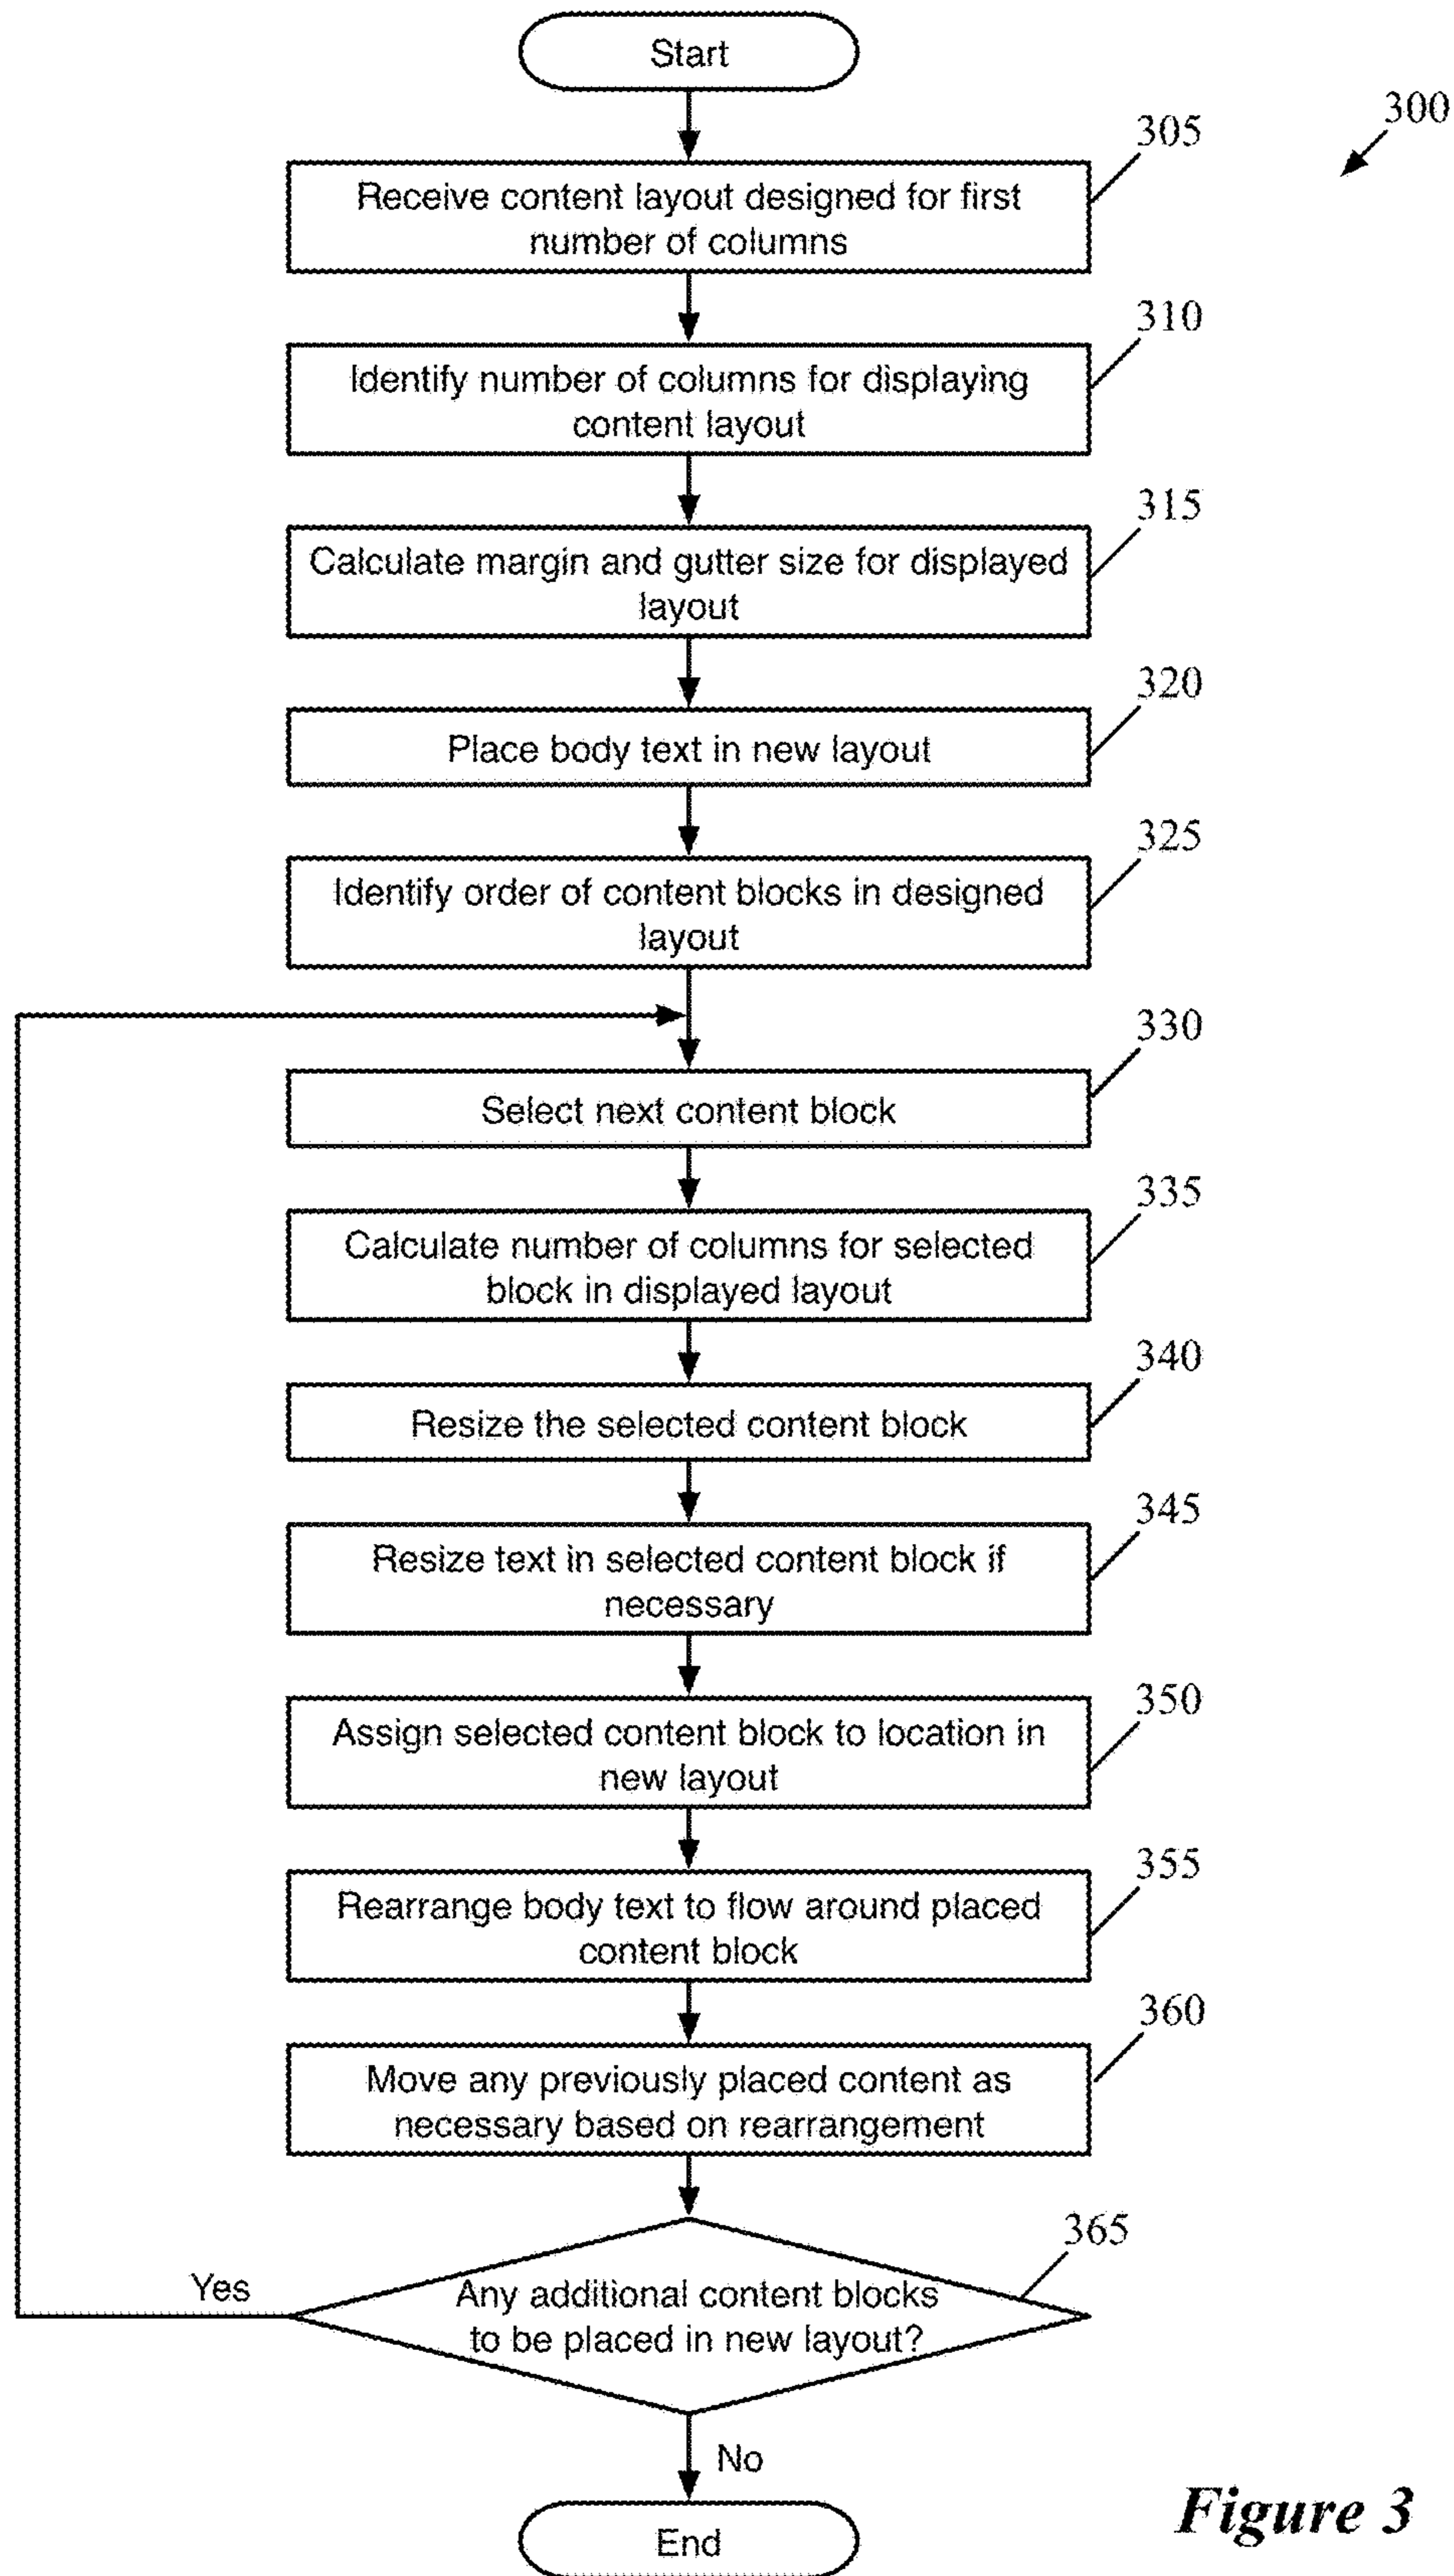 Start
300
305
Receive content layout designed for first
number of columns
310
Identify number of columns for displaying
content layout
315
Calculate margin and gutter size for displayed
layout
320
Place body text in new layout
325
Identify order of content blocks in designed
layout
330
Select next content block
335
Calculate number of columns for selected
block in displayed layout
340
Resize the selected content block
345
Resize text in selected content block if
necessary
350
Assign selected content block to location in
new layout
355
Rearrange body text to flow around placed
content block
360
Move any previously placed content as
necessary based on rearrangement
365
Yes
Any additional content blocks
to be placed in new layout?
No
End
Figure 3